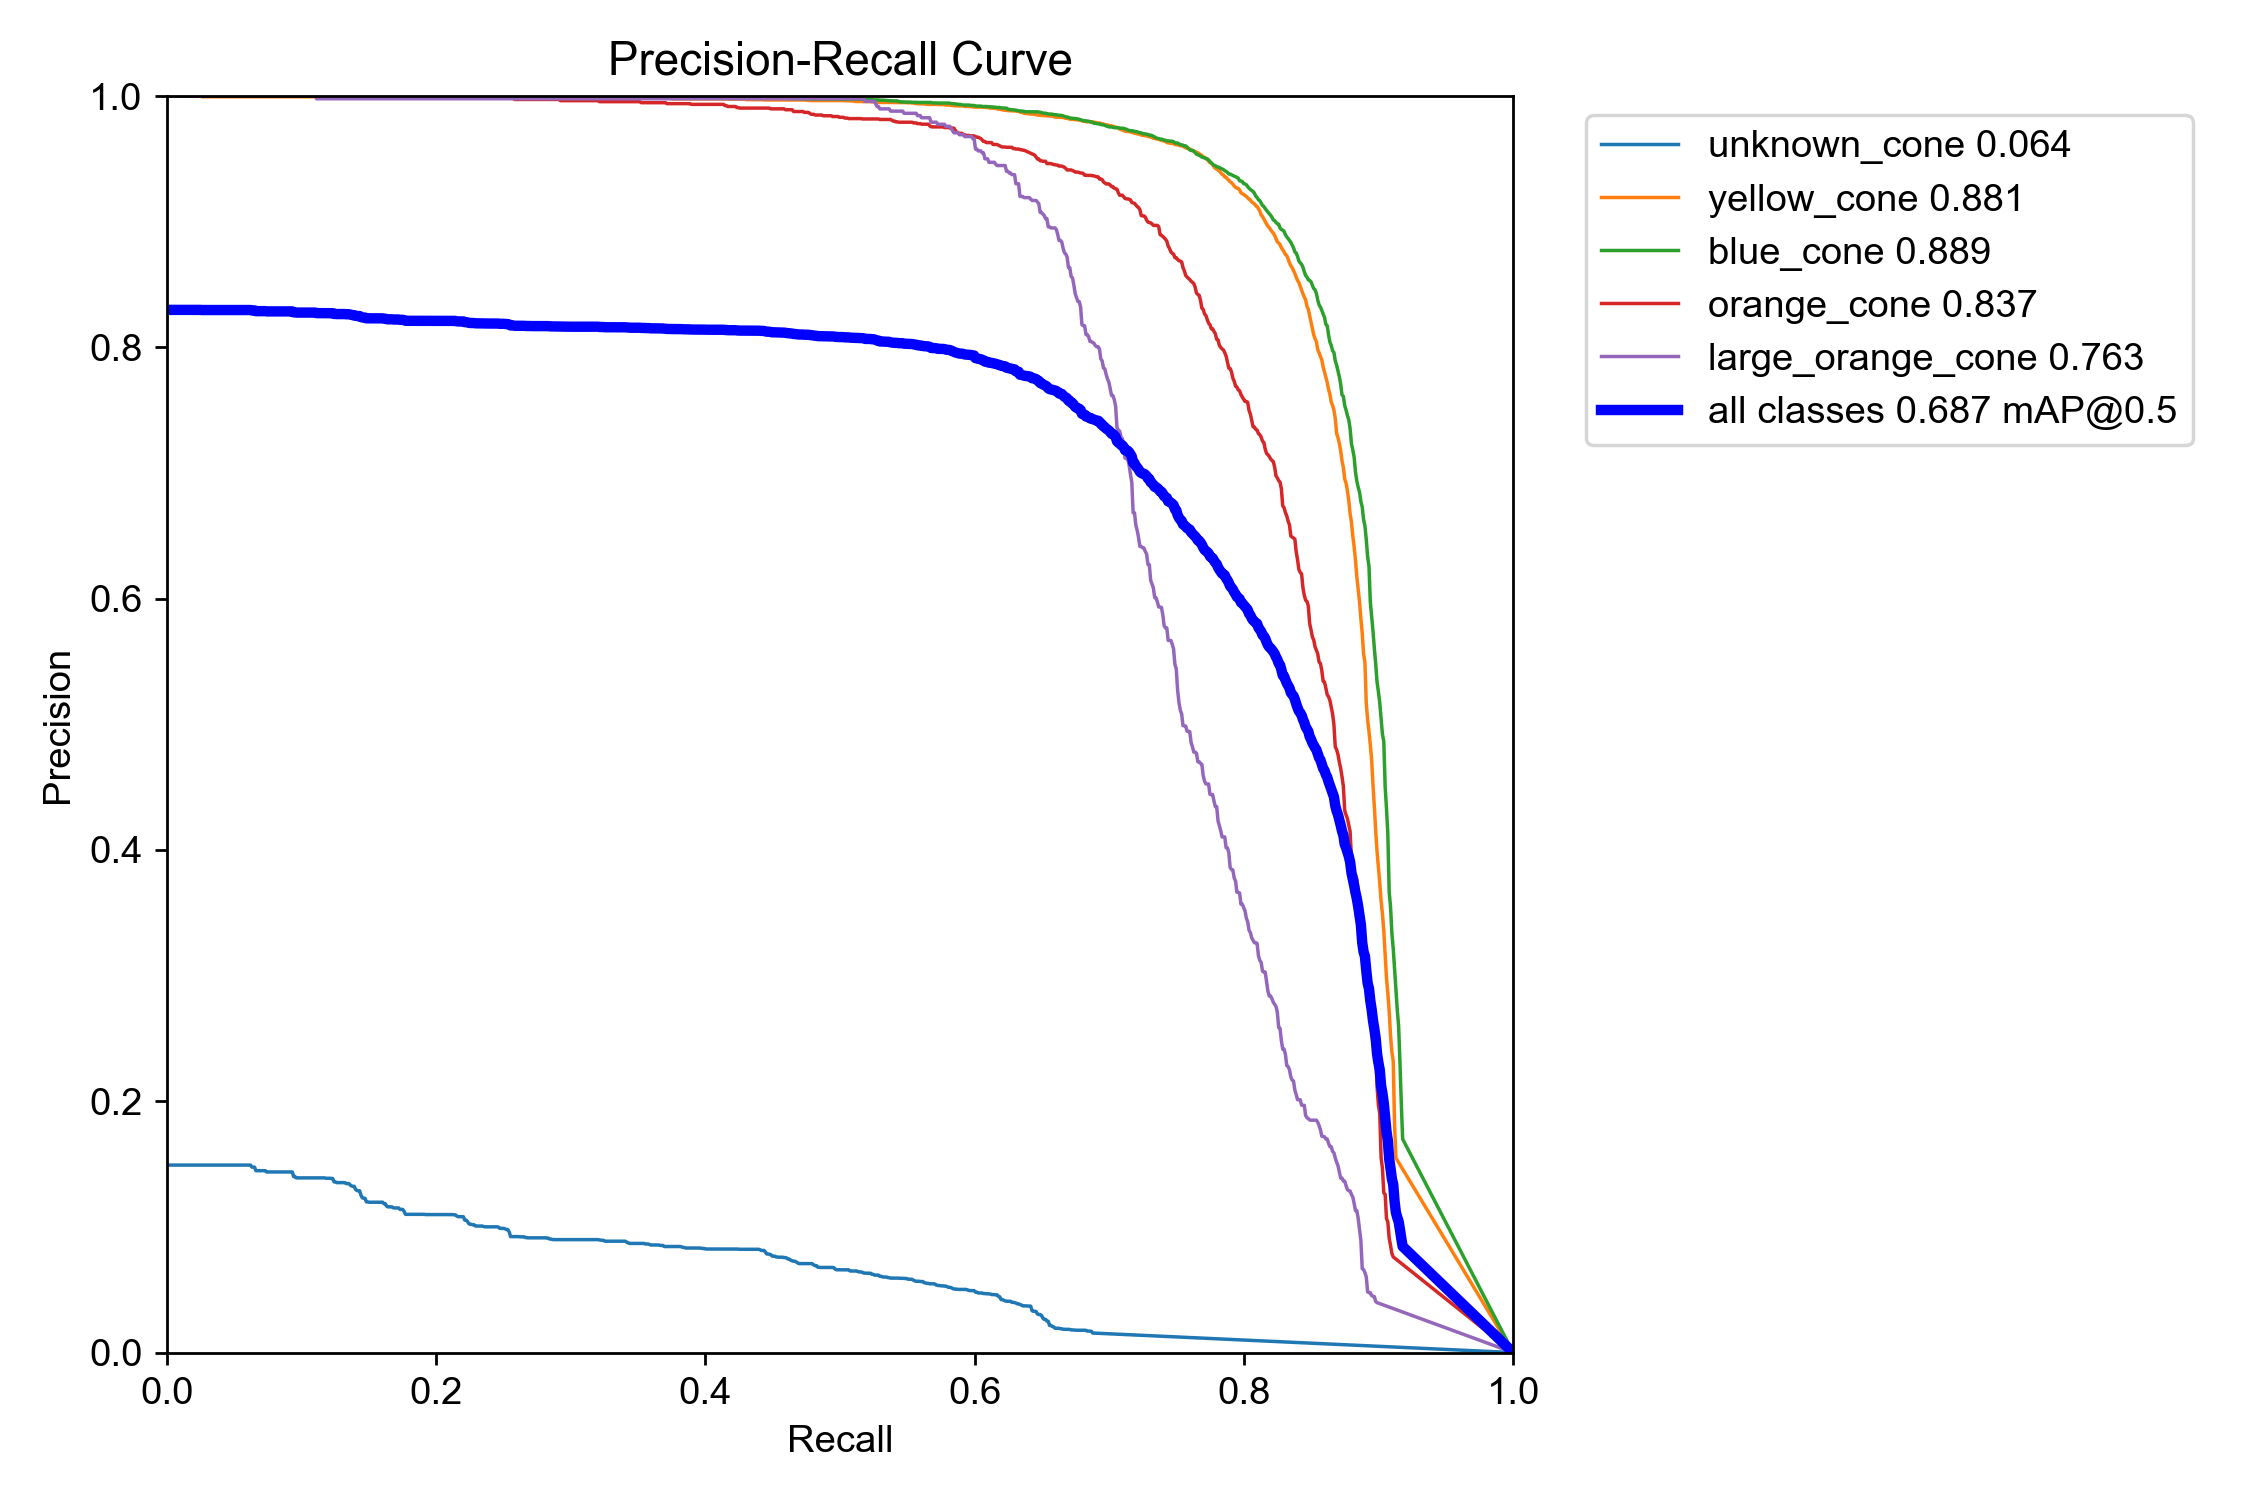 Precision-Recall Curve
1.0
0.8
0.6
0.4
0.2
0.0
Precision
0.0 0.2 0.4 0.6 0.8 1.0
Recall
unknown_cone 0.064
yellow_cone 0.881
blue_cone 0.889
orange_cone 0.837
large_orange_cone 0.763
all classes 0.687 mAP@0.5